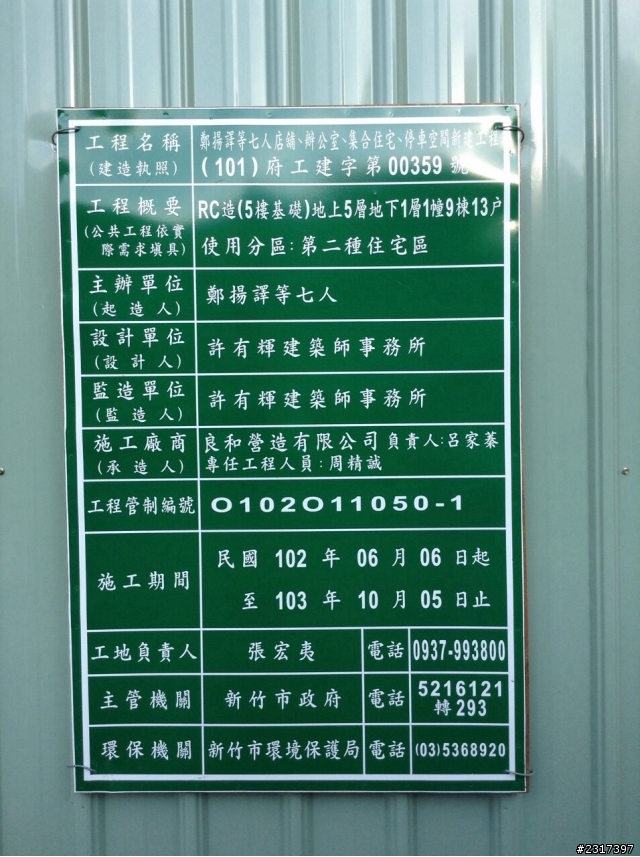 工程名稱
(建造執照)
鄭揚譯等七人店鋪、辦公室、集合住宅、停車空間新建工程
(101)府工建字第00359號
工程概要
(公共工程依實
際需求填具)
RC造(5樓基礎)地上5層地下1層1幢9棟13户
使用分區:第二種住宅區
主辦單位
(起造人)
鄭揚譯等七人
設計單位
(設計人)
許有輝建築師事務所
監造單位
(監造人)
許有輝建築師事務所
施工廠商
(承造人)
良和營造有限公司負責人:呂家蓁
專任工程人員:周精誠
工程管制編號
O102O11050-1
施工期間
民國 102 年 06 月 06 日起
至 103 年 10 月 05 日止
工地負責人
張宏夷
電話
0937-993800
主管機關
新竹市政府
電話
5216121
轉293
環保機關
新竹市環境保護局
電話
(03)5368920
#2317397